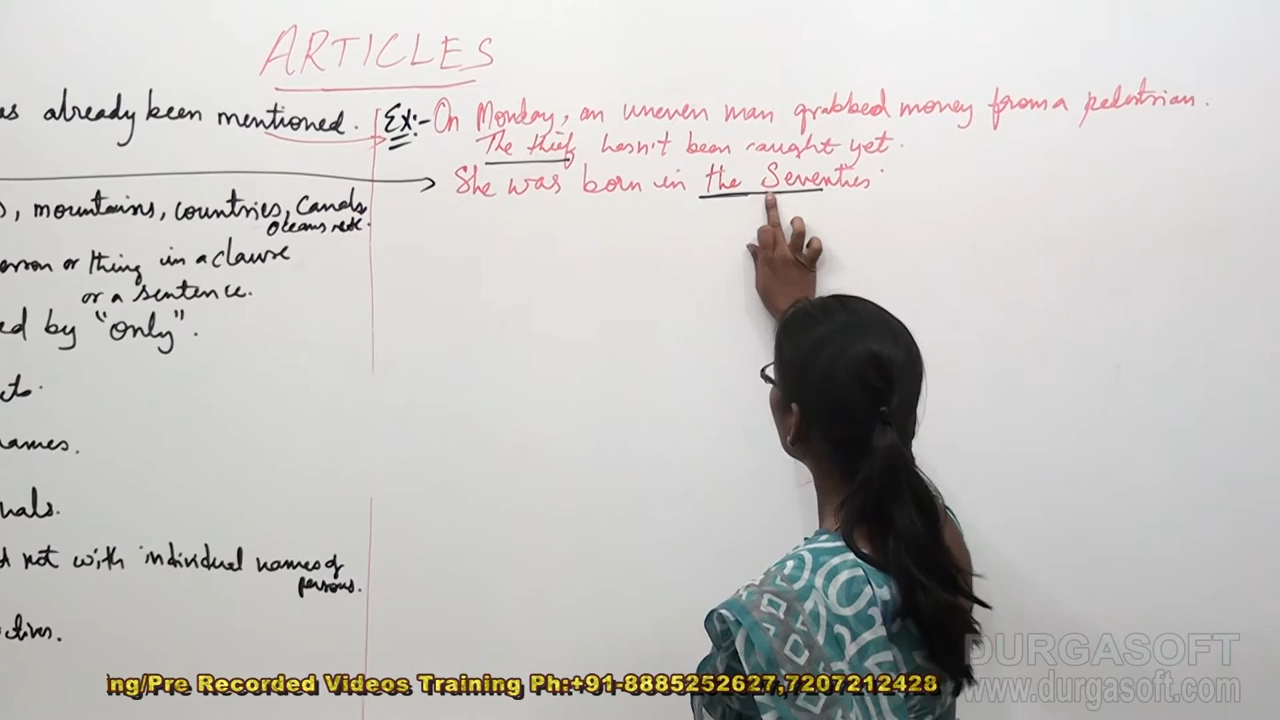 ARTICLES
as already been mentioned.
Ex:- On Monday, an uneven man grabbed money from a pedestrian.
The thief hasn't been caught yet.
She was born in the Seventies.
s, mountains, countries, Canals, oceans etc.
erson or thing in a clause
or a sentence.
ed by "only".
cts.
names.
nals.
d not with individual names of
persons.
ctives.
DURGASOFT
www.durgasoft.com
ing/Pre Recorded Videos Training Ph:+91-8885252627,7207212428